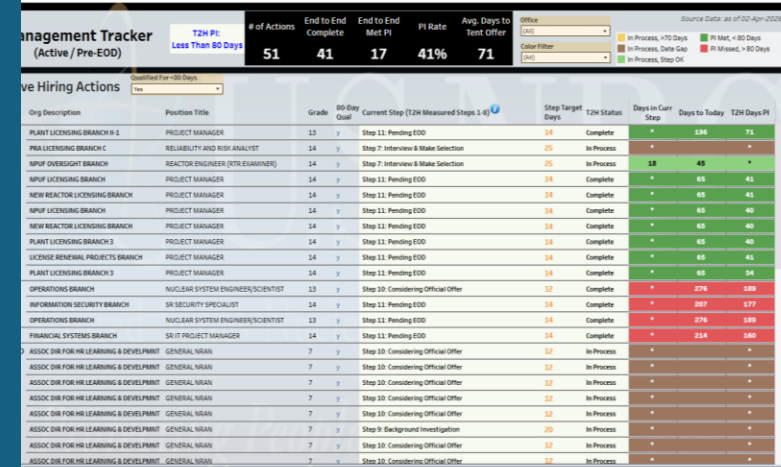 nagement Tracker
(Active / Pre-EOD)
T2H PI:
Less Than 80 Days
# of Actions
51
End to End Complete
41
End to End Met PI
17
PI Rate
41%
Avg. Days to Tent Offer
71
Office
(All)
Color Filter
(All)
Source Data: as of 02-Apr-2026
In Process, >70 Days
PI Met, < 80 Days
In Process, Date Gap
PI Missed, > 80 Days
In Process, Step OK
ve Hiring Actions
Qualified For <80 Days
Yes
Org Description Position Title Grade 80-Day Qual Current Step (T2H Measured Steps 1-8) Step Target Days T2H Status Days in Curr Step Days to Today T2H Days PI
PLANT LICENSING BRANCH II-1 PROJECT MANAGER 13 y Step 11: Pending EOD 14 Complete * 136 71
PRA LICENSING BRANCH C RELIABILITY AND RISK ANALYST 14 y Step 7: Interview & Make Selection 25 In Process * *
NPUF OVERSIGHT BRANCH REACTOR ENGINEER (RTR EXAMINER) 14 y Step 7: Interview & Make Selection 25 In Process 18 45 *
NPUF LICENSING BRANCH PROJECT MANAGER 14 y Step 11: Pending EOD 14 Complete * 65 41
NEW REACTOR LICENSING BRANCH PROJECT MANAGER 14 y Step 11: Pending EOD 14 Complete * 65 41
NPUF LICENSING BRANCH PROJECT MANAGER 14 y Step 11: Pending EOD 14 Complete * 65 40
NEW REACTOR LICENSING BRANCH PROJECT MANAGER 14 y Step 11: Pending EOD 14 Complete * 65 40
PLANT LICENSING BRANCH 3 PROJECT MANAGER 14 y Step 11: Pending EOD 14 Complete * 65 40
LICENSE RENEWAL PROJECTS BRANCH PROJECT MANAGER 14 y Step 11: Pending EOD 14 Complete * 65 41
PLANT LICENSING BRANCH 3 PROJECT MANAGER 14 y Step 11: Pending EOD 14 Complete * 65 34
OPERATIONS BRANCH NUCLEAR SYSTEM ENGINEER/SCIENTIST 13 y Step 10: Considering Official Offer 12 Complete * 276 189
INFORMATION SECURITY BRANCH SR SECURITY SPECIALIST 14 y Step 11: Pending EOD 14 Complete * 207 177
OPERATIONS BRANCH NUCLEAR SYSTEM ENGINEER/SCIENTIST 13 y Step 11: Pending EOD 14 Complete * 276 189
FINANCIAL SYSTEMS BRANCH SR IT PROJECT MANAGER 14 y Step 11: Pending EOD 14 Complete * 214 160
ASSOC DIR FOR HR LEARNING & DEVELPMNT GENERAL NRAN 7 y Step 10: Considering Official Offer 12 In Process * *
ASSOC DIR FOR HR LEARNING & DEVELPMNT GENERAL NRAN 7 y Step 10: Considering Official Offer 12 In Process * *
ASSOC DIR FOR HR LEARNING & DEVELPMNT GENERAL NRAN 7 y Step 10: Considering Official Offer 12 In Process * *
ASSOC DIR FOR HR LEARNING & DEVELPMNT GENERAL NRAN 7 y Step 10: Considering Official Offer 12 In Process * *
ASSOC DIR FOR HR LEARNING & DEVELPMNT GENERAL NRAN 7 y Step 10: Considering Official Offer 12 In Process * *
ASSOC DIR FOR HR LEARNING & DEVELPMNT GENERAL NRAN 7 y Step 9: Background Investigation 20 In Process * *
ASSOC DIR FOR HR LEARNING & DEVELPMNT GENERAL NRAN 7 y Step 10: Considering Official Offer 12 In Process * *
ASSOC DIR FOR HR LEARNING & DEVELPMNT GENERAL NRAN 7 y Step 10: Considering Official Offer 12 In Process * *